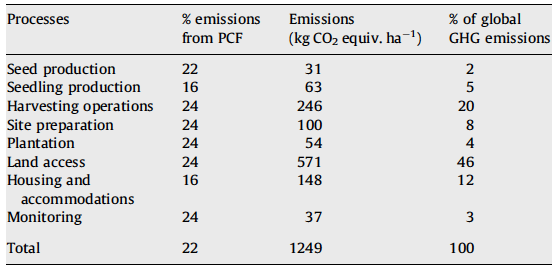 Processes % emissions Emissions % of global
from PCF (kg CO₂ equiv. ha⁻¹) GHG emissions
Seed production 22 31 2
Seedling production 16 63 5
Harvesting operations 24 246 20
Site preparation 24 100 8
Plantation 24 54 4
Land access 24 571 46
Housing and 16 148 12
accommodations
Monitoring 24 37 3
Total 22 1249 100